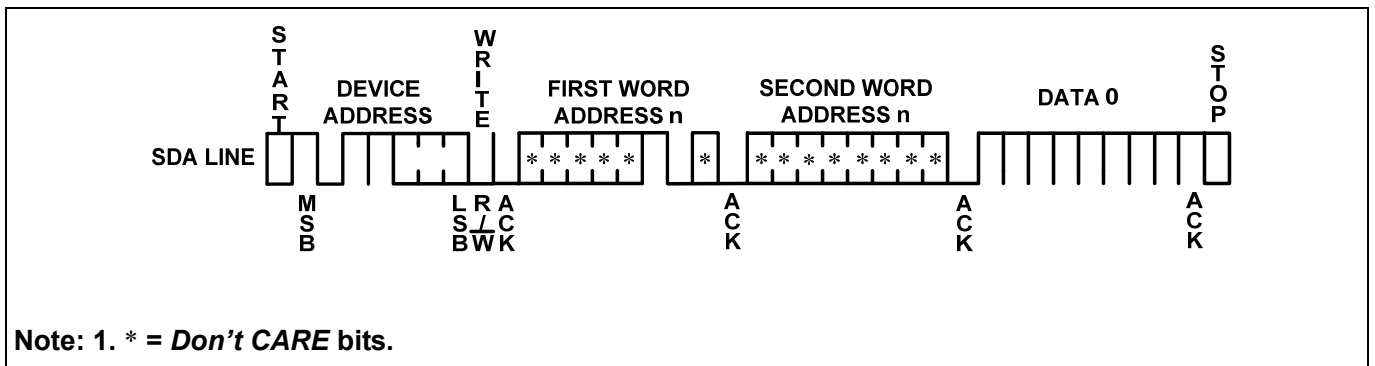 START
WRITE
STOP
DEVICE
ADDRESS
FIRST WORD
ADDRESS n
SECOND WORD
ADDRESS n
DATA 0
SDA LINE
* * * * * *
* * * * * * * *
MSB
LSB
R/W
ACK
ACK
ACK
ACK
Note: 1. * = Don't CARE bits.